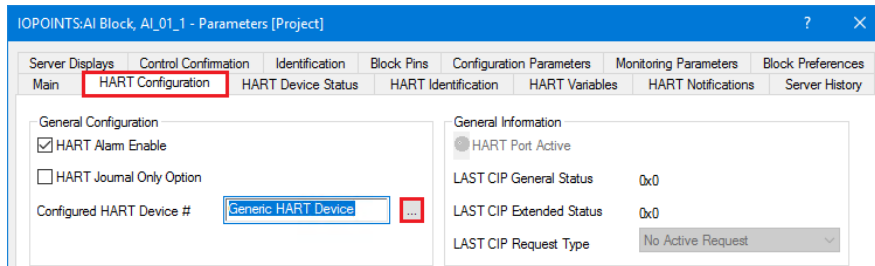 IOPOINTS:AI Block, AI_01_1 - Parameters [Project] ? ×
Server Displays Control Confirmation Identification Block Pins Configuration Parameters Monitoring Parameters Block Preferences
Main HART Configuration HART Device Status HART Identification HART Variables HART Notifications Server History
General Configuration
HART Alarm Enable
HART Journal Only Option
Configured HART Device # Generic HART Device ...
General Information
HART Port Active
LAST CIP General Status 0x0
LAST CIP Extended Status 0x0
LAST CIP Request Type No Active Request